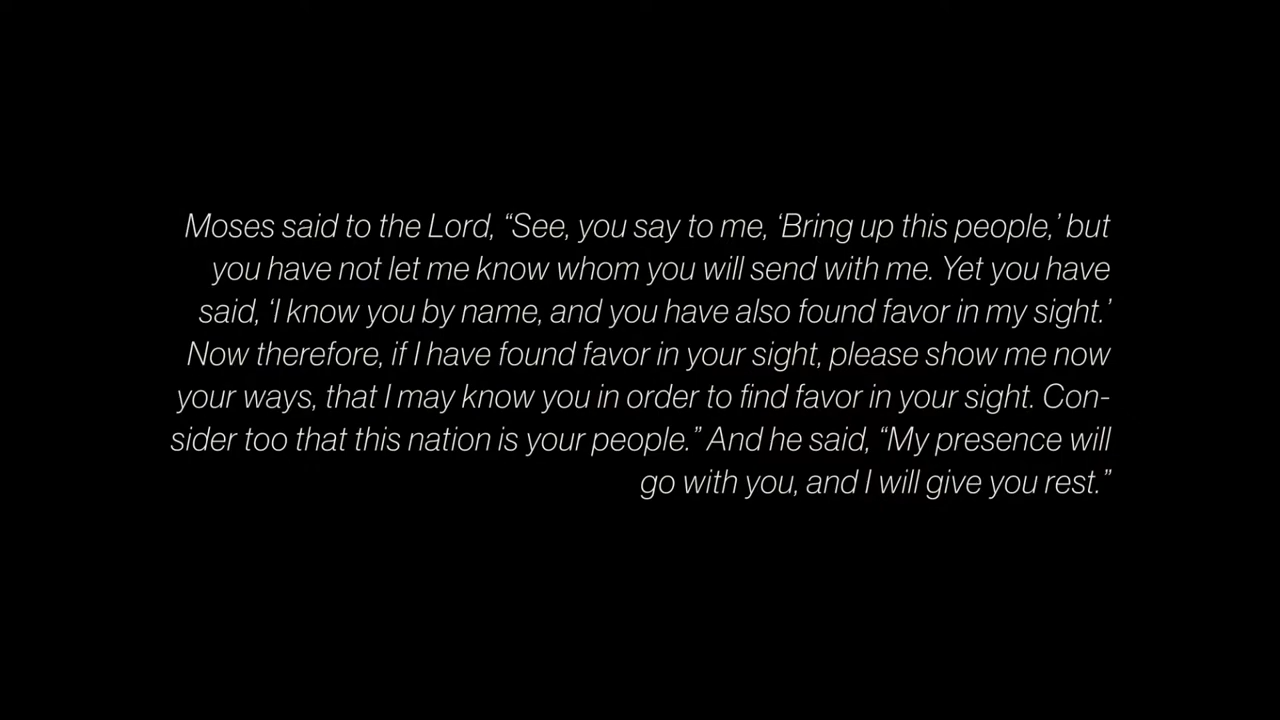 Moses said to the Lord, “See, you say to me, ‘Bring up this people,’ but
you have not let me know whom you will send with me. Yet you have
said, ‘I know you by name, and you have also found favor in my sight.’
Now therefore, if I have found favor in your sight, please show me now
your ways, that I may know you in order to find favor in your sight. Con-
sider too that this nation is your people.” And he said, “My presence will
go with you, and I will give you rest.”